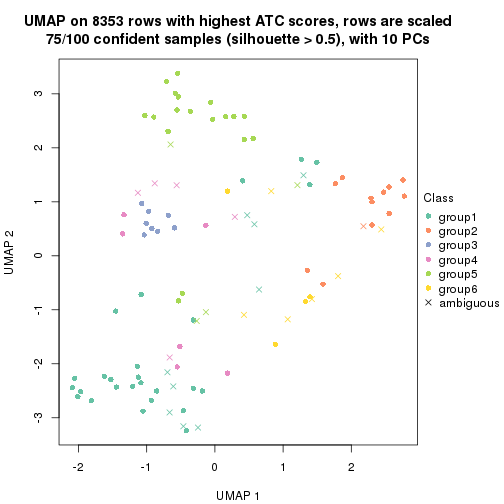 UMAP on 8353 rows with highest ATC scores, rows are scaled
75/100 confident samples (silhouette > 0.5), with 10 PCs
3
2
1
0
-1
-2
-3
UMAP 2
-2
-1
0
1
2
UMAP 1
Class
group1
group2
group3
group4
group5
group6
ambiguous